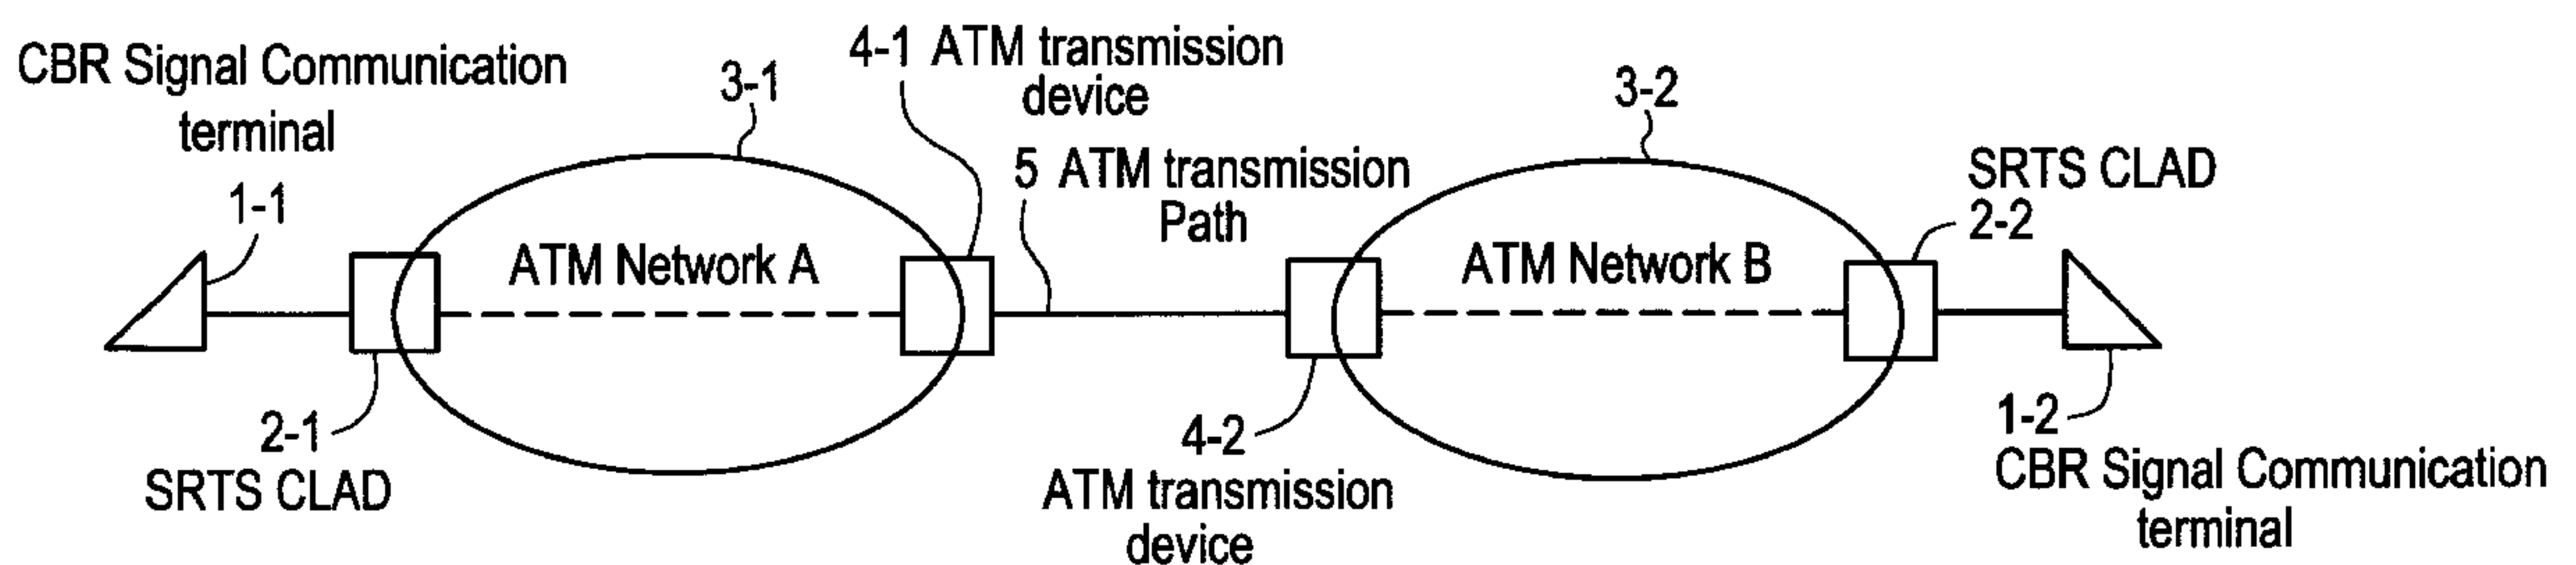 CBR Signal Communication
terminal
1-1
3-1
4-1 ATM transmission
device
5 ATM transmission
Path
3-2
SRTS CLAD
2-2
ATM Network A
ATM Network B
2-1
SRTS CLAD
4-2
ATM transmission
device
1-2
CBR Signal Communication
terminal